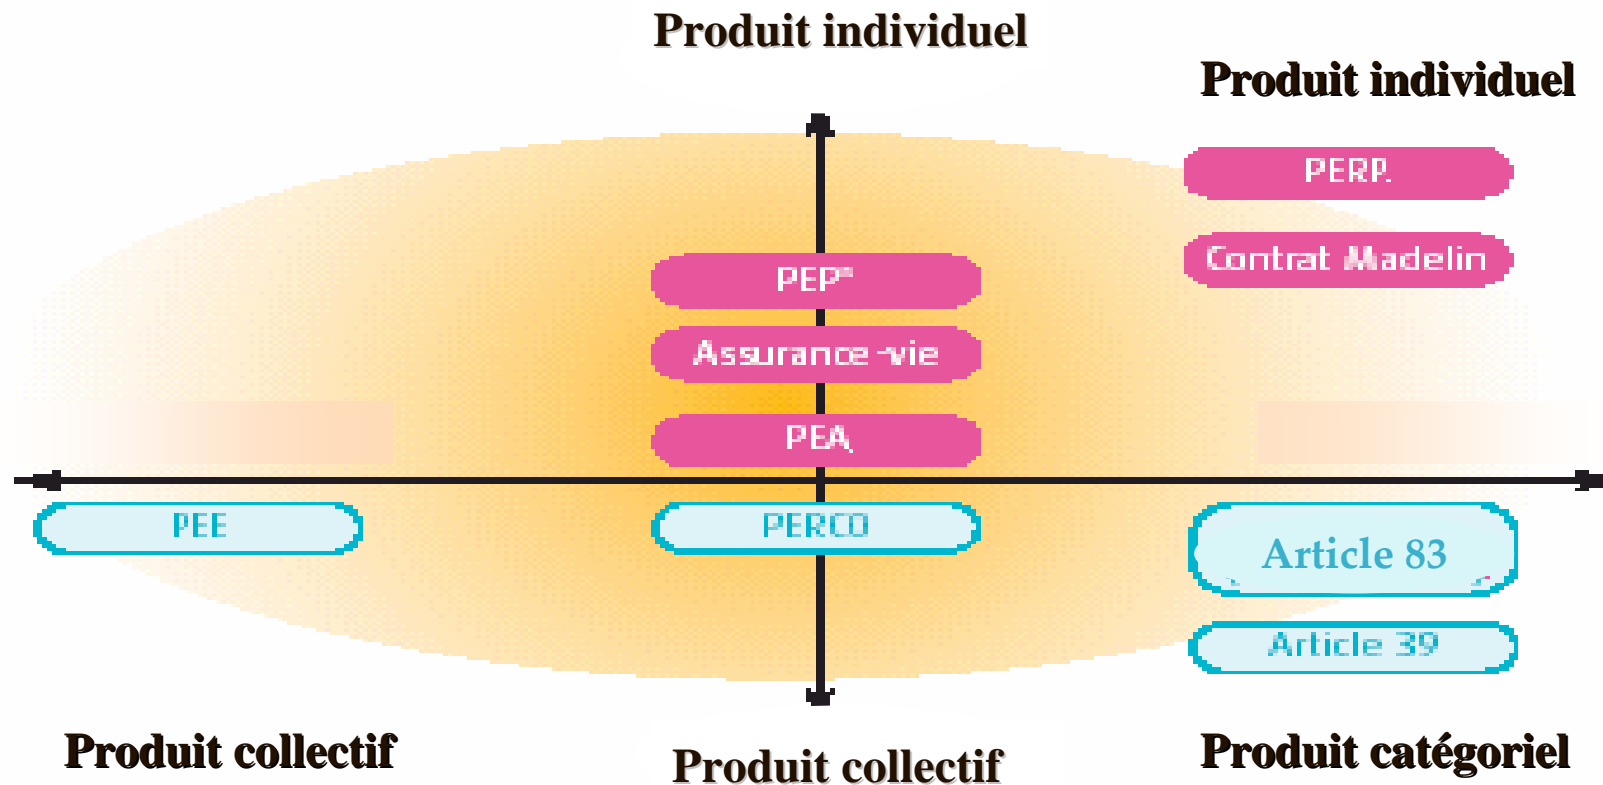 Produit individuel
Produit individuel
PERP
Contrat Madelin
PEP*
Assurance-vie
PEA
PEE
PERCO
Article 83
Article 39
Produit collectif
Produit collectif
Produit catégoriel